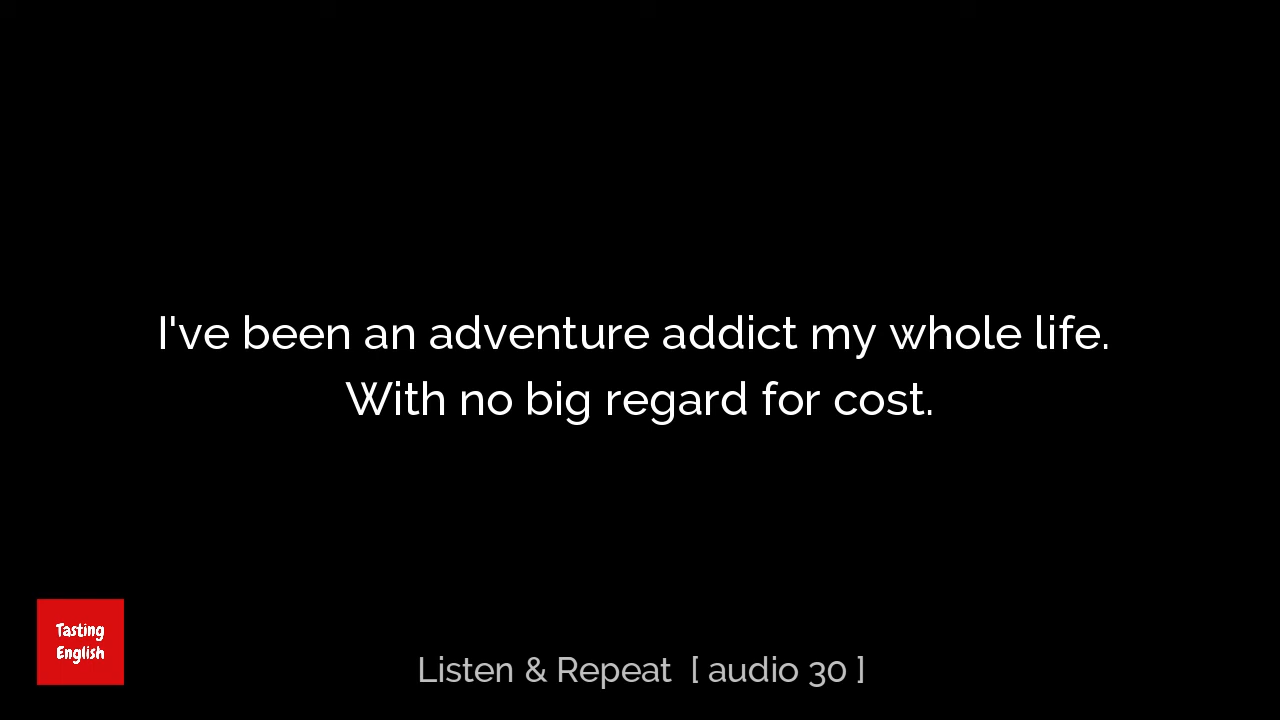 I've been an adventure addict my whole life.
With no big regard for cost.
Tasting
English
Listen & Repeat [ audio 30 ]